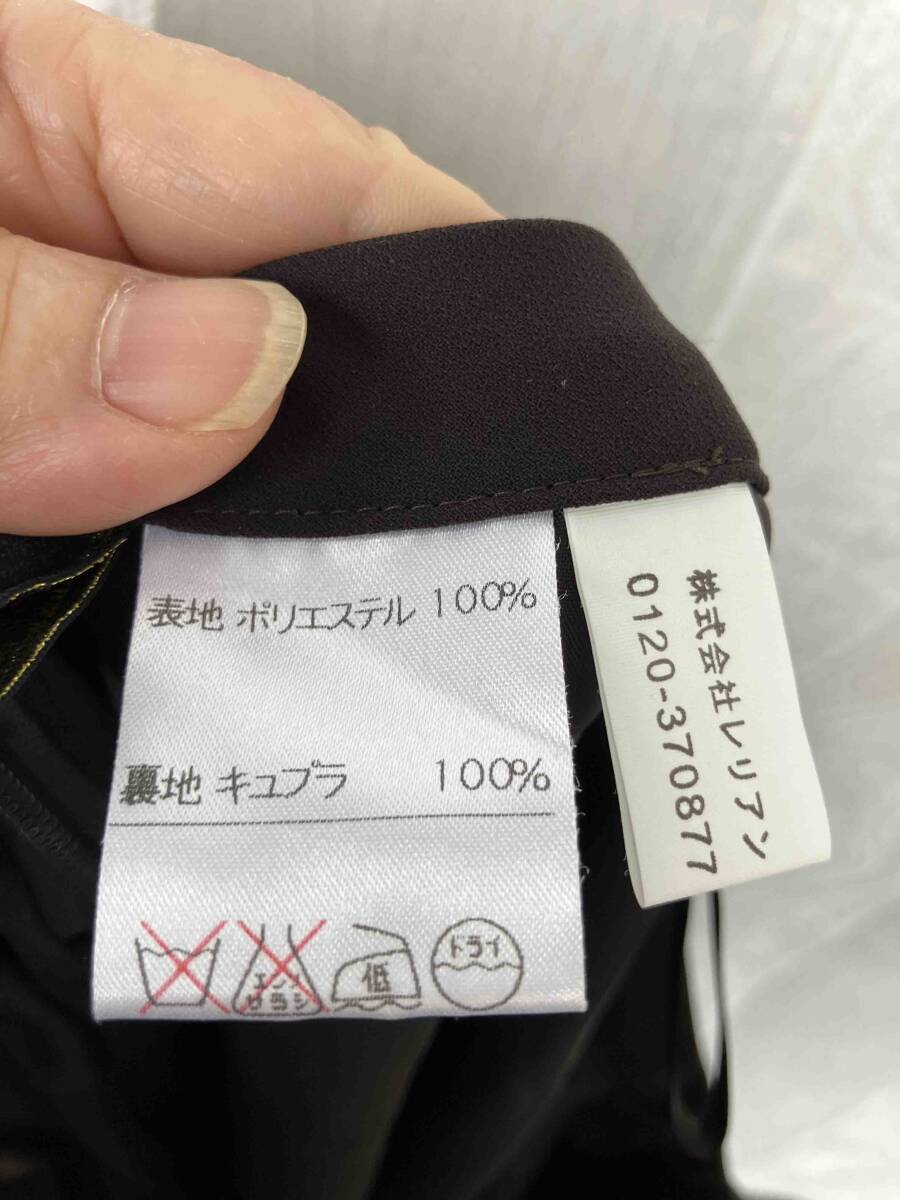 表地 ポリエステル 100%
裏地 キュプラ 100%
エンソ
サラシ
低
ドライ
株式会社レリアン
0120-370877